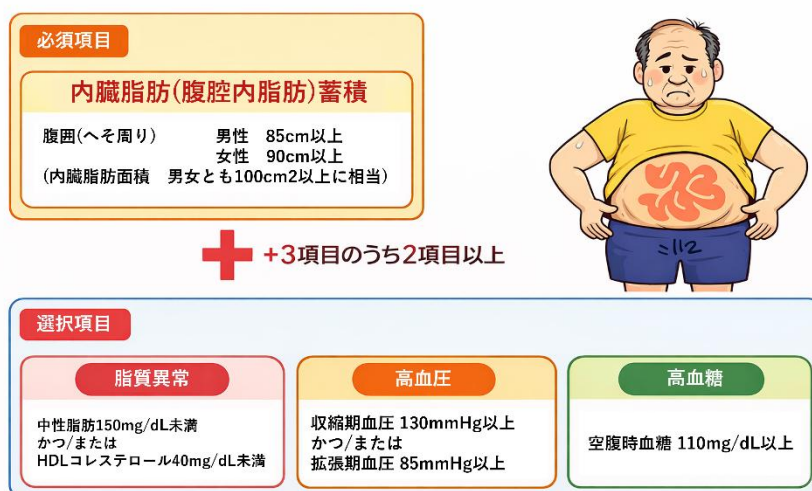 必須項目
内臓脂肪(腹腔内脂肪)蓄積
腹囲(へそ周り) 男性 85cm以上
女性 90cm以上
(内臓脂肪面積 男女とも100cm2以上に相当)
+3項目のうち2項目以上
選択項目
脂質異常
中性脂肪150mg/dL未満
かつ/または
HDLコレステロール40mg/dL未満
高血圧
収縮期血圧 130mmHg以上
かつ/または
拡張期血圧 85mmHg以上
高血糖
空腹時血糖 110mg/dL以上